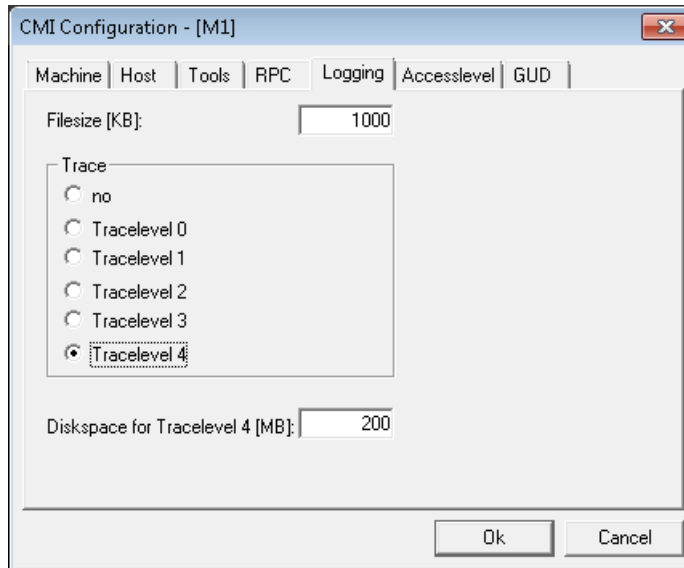 CMI Configuration - [M1]
Machine Host Tools RPC Logging Accesslevel GUD
Filesize [KB]: 1000
Trace
no
Tracelevel 0
Tracelevel 1
Tracelevel 2
Tracelevel 3
Tracelevel 4
Diskspace for Tracelevel 4 [MB]: 200
Ok Cancel